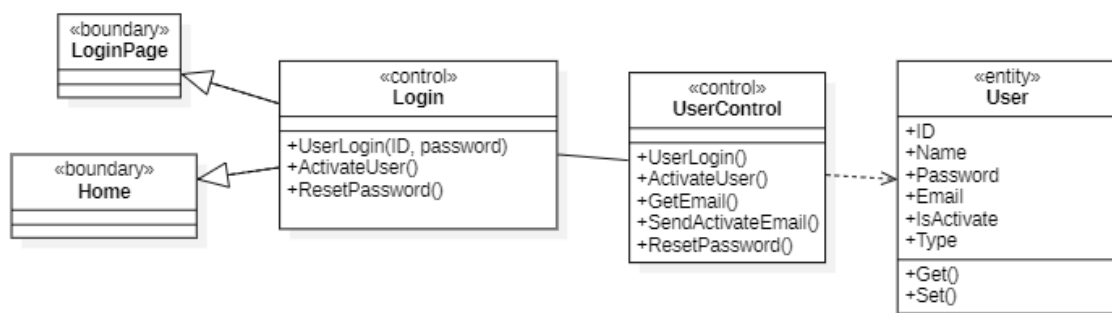 «boundary»
LoginPage
«boundary»
Home
«control»
Login
+UserLogin(ID, password)
+ActivateUser()
+ResetPassword()
«control»
UserControl
+UserLogin()
+ActivateUser()
+GetEmail()
+SendActivateEmail()
+ResetPassword()
«entity»
User
+ID
+Name
+Password
+Email
+IsActivate
+Type
+Get()
+Set()